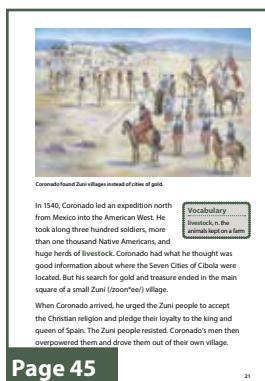 Coronado found Zuni villages instead of cities of gold.
In 1540, Coronado led an expedition north
from Mexico into the American West. He
took along three hundred soldiers, more
than one thousand Native Americans, and
huge herds of livestock. Coronado had what he thought was
good information about where the Seven Cities of Cibola were
located. But his search for gold and treasure ended in the main
square of a small Zuni (/zoon*ee/) village.
Vocabulary
livestock, n. the
animals kept on a farm
When Coronado arrived, he urged the Zuni people to accept
the Christian religion and pledge their loyalty to the king and
queen of Spain. The Zuni people resisted. Coronado's men then
overpowered them and drove them out of their own village.
Page 45
21